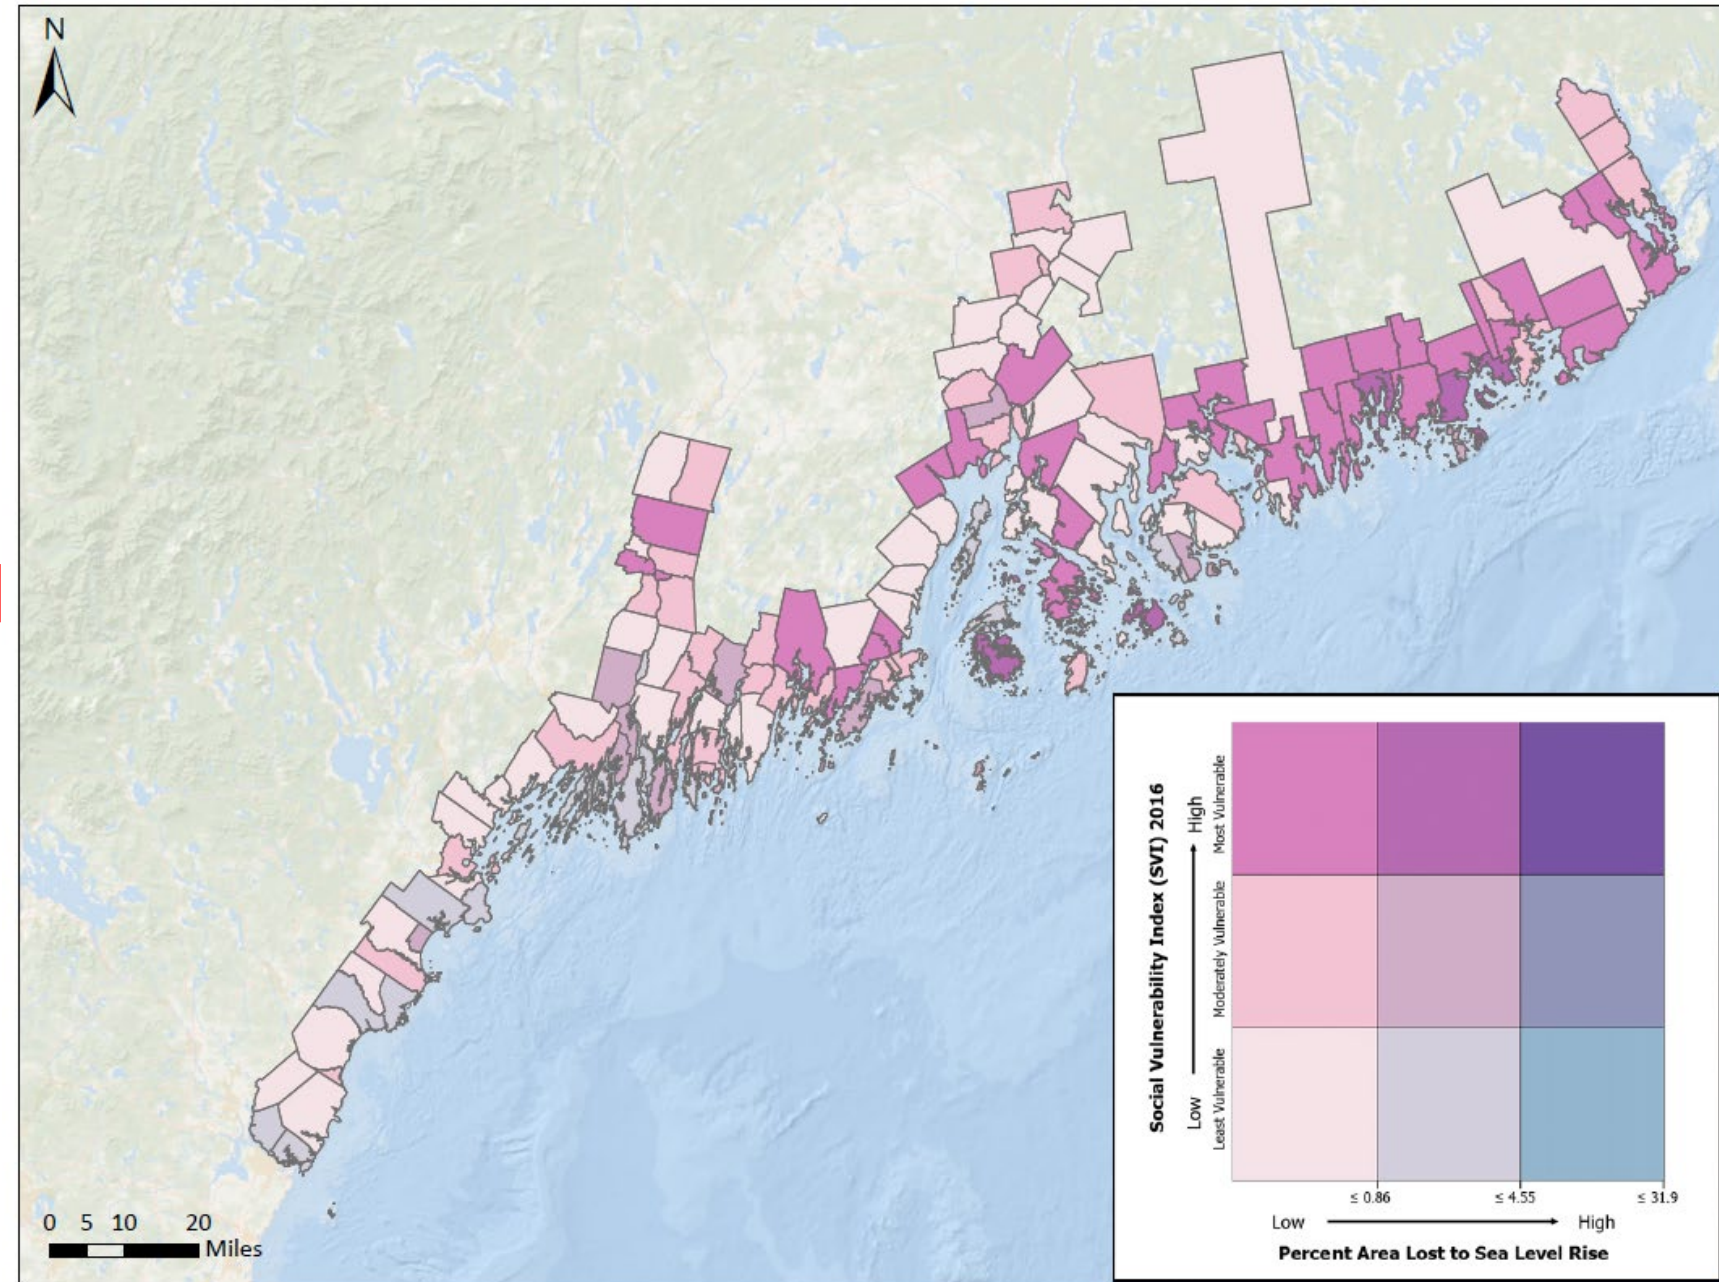 N
0 5 10 20
Miles
Social Vulnerability Index (SVI) 2016
Low
High
Most Vulnerable
Moderately Vulnerable
Least Vulnerable
≤ 0.86
≤ 4.55
≤ 31.9
Low
High
Percent Area Lost to Sea Level Rise